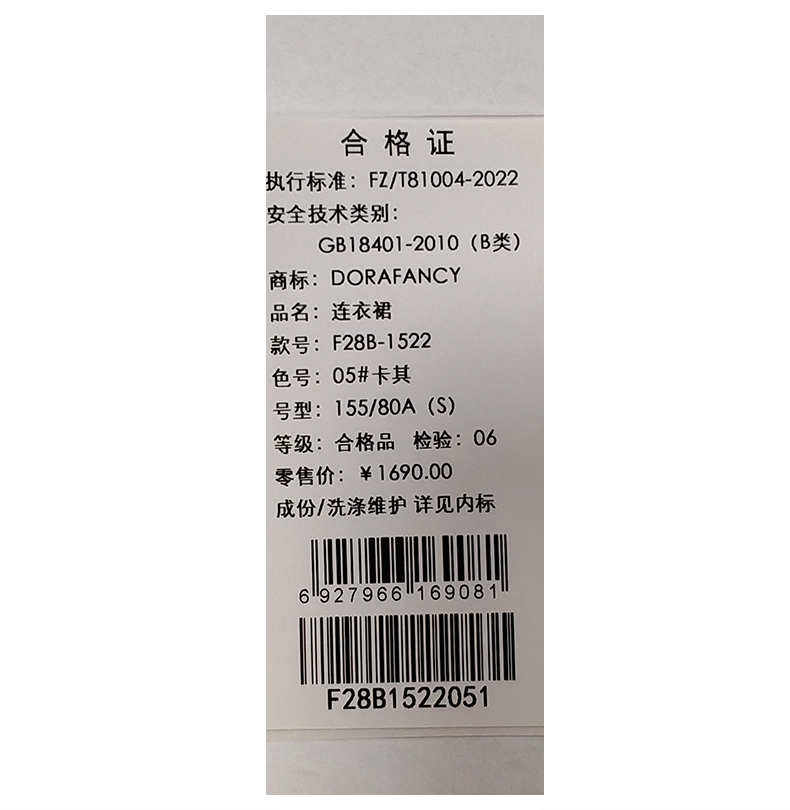 合格证
执行标准：FZ/T81004-2022
安全技术类别：
GB18401-2010（B类）
商标：DORAFANCY
品名：连衣裙
款号：F28B-1522
色号：05#卡其
号型：155/80A（S）
等级：合格品 检验：06
零售价：￥1690.00
成份/洗涤维护 详见内标
6 927966 169081
F28B1522051